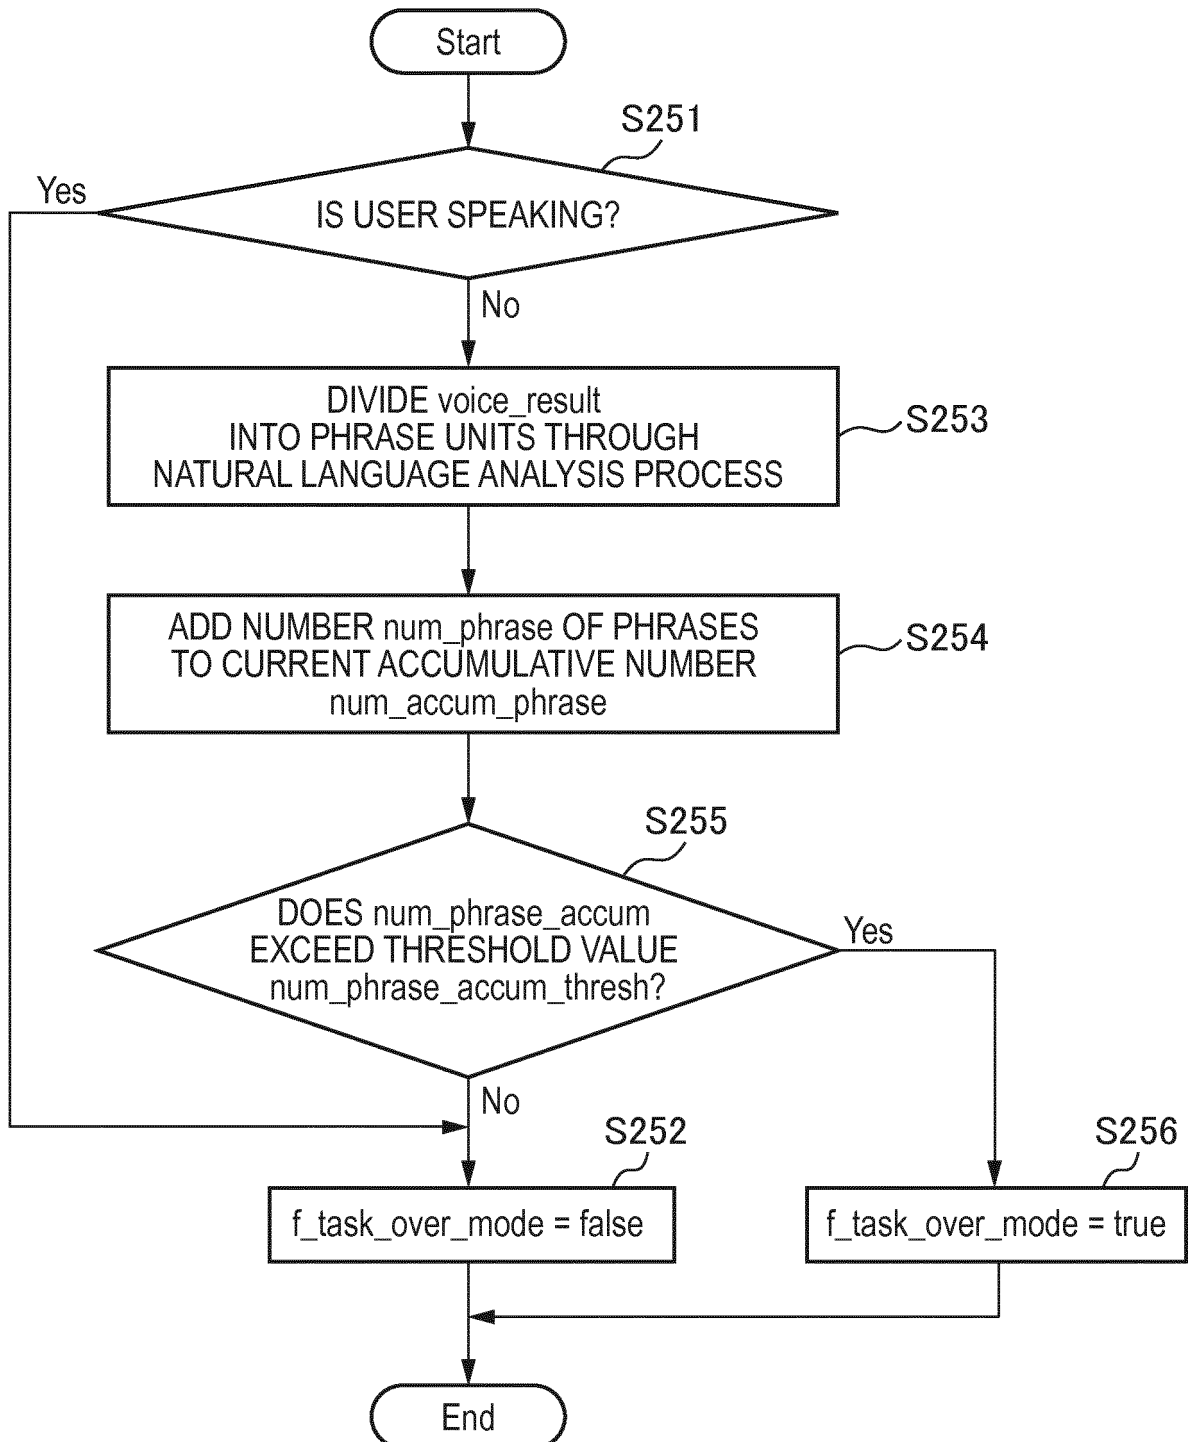 Start
S251
Yes
IS USER SPEAKING?
No
DIVIDE voice_result
INTO PHRASE UNITS THROUGH
NATURAL LANGUAGE ANALYSIS PROCESS
S253
ADD NUMBER num_phrase OF PHRASES
TO CURRENT ACCUMULATIVE NUMBER
num_accum_phrase
S254
S255
DOES num_phrase_accum
EXCEED THRESHOLD VALUE
num_phrase_accum_thresh?
Yes
No
S252
S256
f_task_over_mode = false
f_task_over_mode = true
End